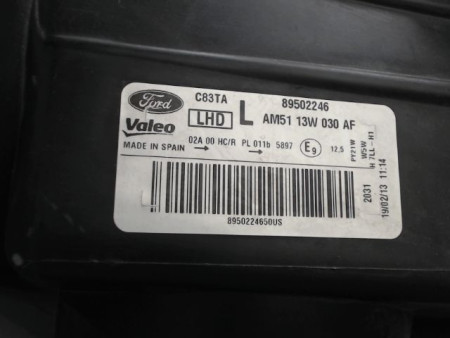 Ford C83TA 89502246
Valeo LHD L AM51 13W 030 AF
MADE IN SPAIN 02A 00 HC/R PL 011b 5897 E9 12,5
PY21W
W5W
H 7LL - H1
2031
19/02/13 11:14
8950224650US